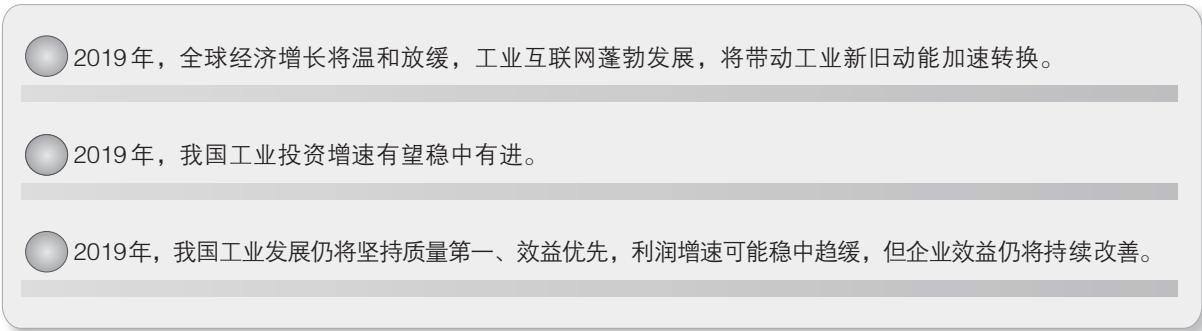 2019年，全球经济增长将温和放缓，工业互联网蓬勃发展，将带动工业新旧动能加速转换。
2019年，我国工业投资增速有望稳中有进。
2019年，我国工业发展仍将坚持质量第一、效益优先，利润增速可能稳中趋缓，但企业效益仍将持续改善。